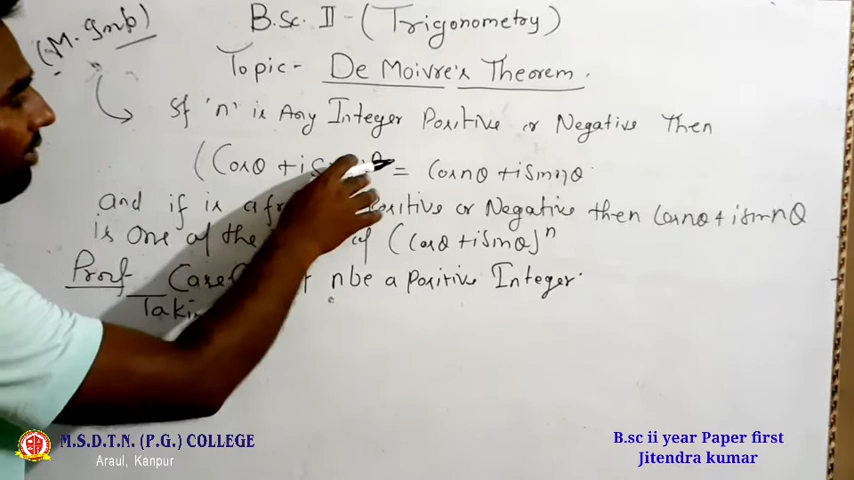 (M. Imp)
B.Sc. II - (Trigonometry)
Topic - De Moivre's Theorem.
If 'n' is Any Integer Positive or Negative Then
(Cosθ + i = Cosnθ + iSinnθ.
and if is a Positive or Negative then Cosnθ + iSinnθ
is one of the of (Cosθ + iSinθ)^n
Proof Case n be a Positive Integer.
M.S.D.T.N. (P.G.) COLLEGE
Araul, Kanpur
B.sc ii year Paper first
Jitendra kumar